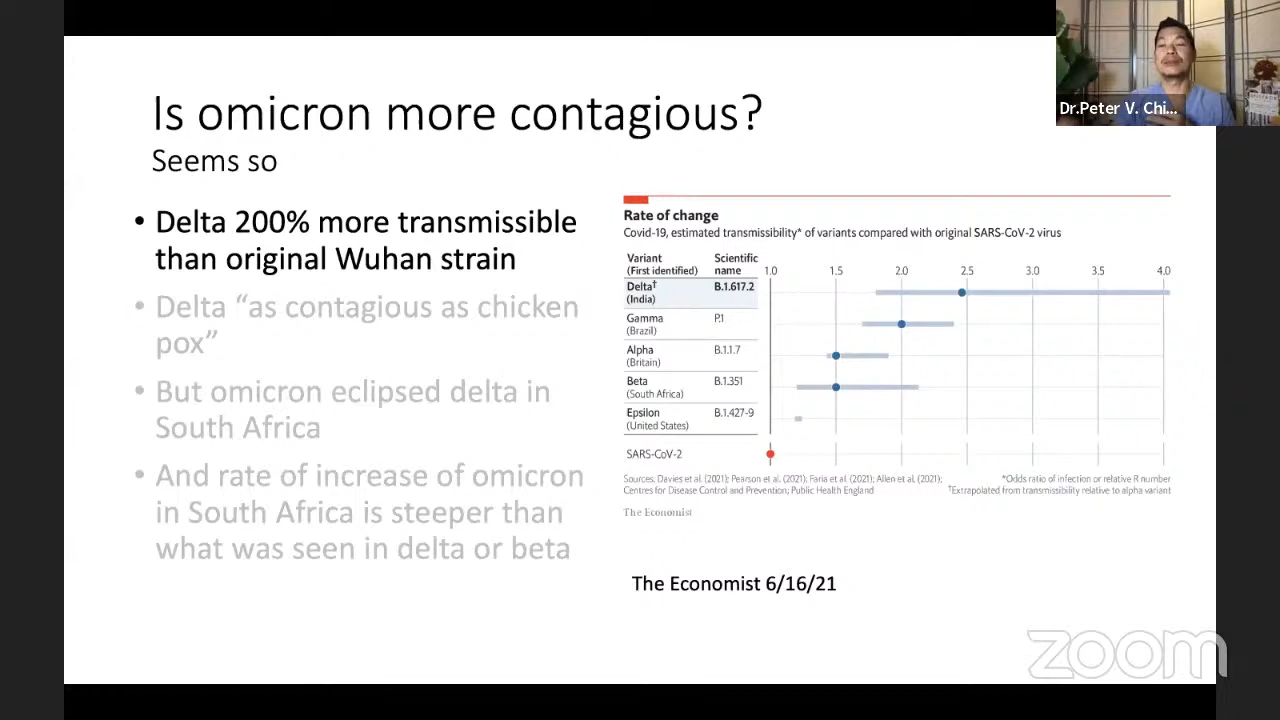 Is omicron more contagious?
Seems so
• Delta 200% more transmissible
than original Wuhan strain
• Delta “as contagious as chicken
pox”
• But omicron eclipsed delta in
South Africa
• And rate of increase of omicron
in South Africa is steeper than
what was seen in delta or beta
Rate of change
Covid-19, estimated transmissibility* of variants compared with original SARS-CoV-2 virus
Variant
(First identified)
Scientific
name
1.0 1.5 2.0 2.5 3.0 3.5 4.0
Delta† B.1.617.2
(India)
Gamma P.1
(Brazil)
Alpha B.1.1.7
(Britain)
Beta B.1.351
(South Africa)
Epsilon B.1.427-9
(United States)
SARS-CoV-2
Sources: Davies et al. (2021); Pearson et al. (2021); Faria et al. (2021); Allen et al. (2021);
Centres for Disease Control and Prevention; Public Health England
*Odds ratio of infection or relative R number
†Extrapolated from transmissibility relative to alpha variant
The Economist
The Economist 6/16/21
Dr.Peter V. Chi...
zoom